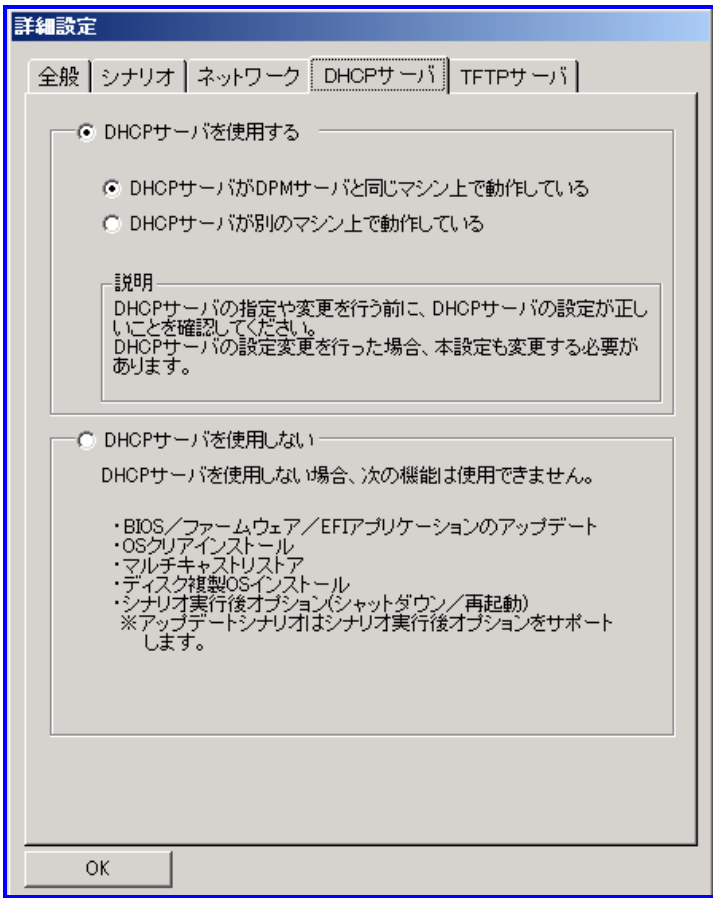 詳細設定
全般 シナリオ ネットワーク DHCPサーバ TFTPサーバ
DHCPサーバを使用する
DHCPサーバがDPMサーバと同じマシン上で動作している
DHCPサーバが別のマシン上で動作している
説明
DHCPサーバの指定や変更を行う前に、DHCPサーバの設定が正し
いことを確認してください。
DHCPサーバの設定変更を行った場合、本設定も変更する必要が
あります。
DHCPサーバを使用しない
DHCPサーバを使用しない場合、次の機能は使用できません。
・BIOS／ファームウェア／EFIアプリケーションのアップデート
・OSクリアインストール
・マルチキャストリストア
・ディスク複製OSインストール
・シナリオ実行後オプション(シャットダウン／再起動)
※アップデートシナリオはシナリオ実行後オプションをサポート
します。
OK